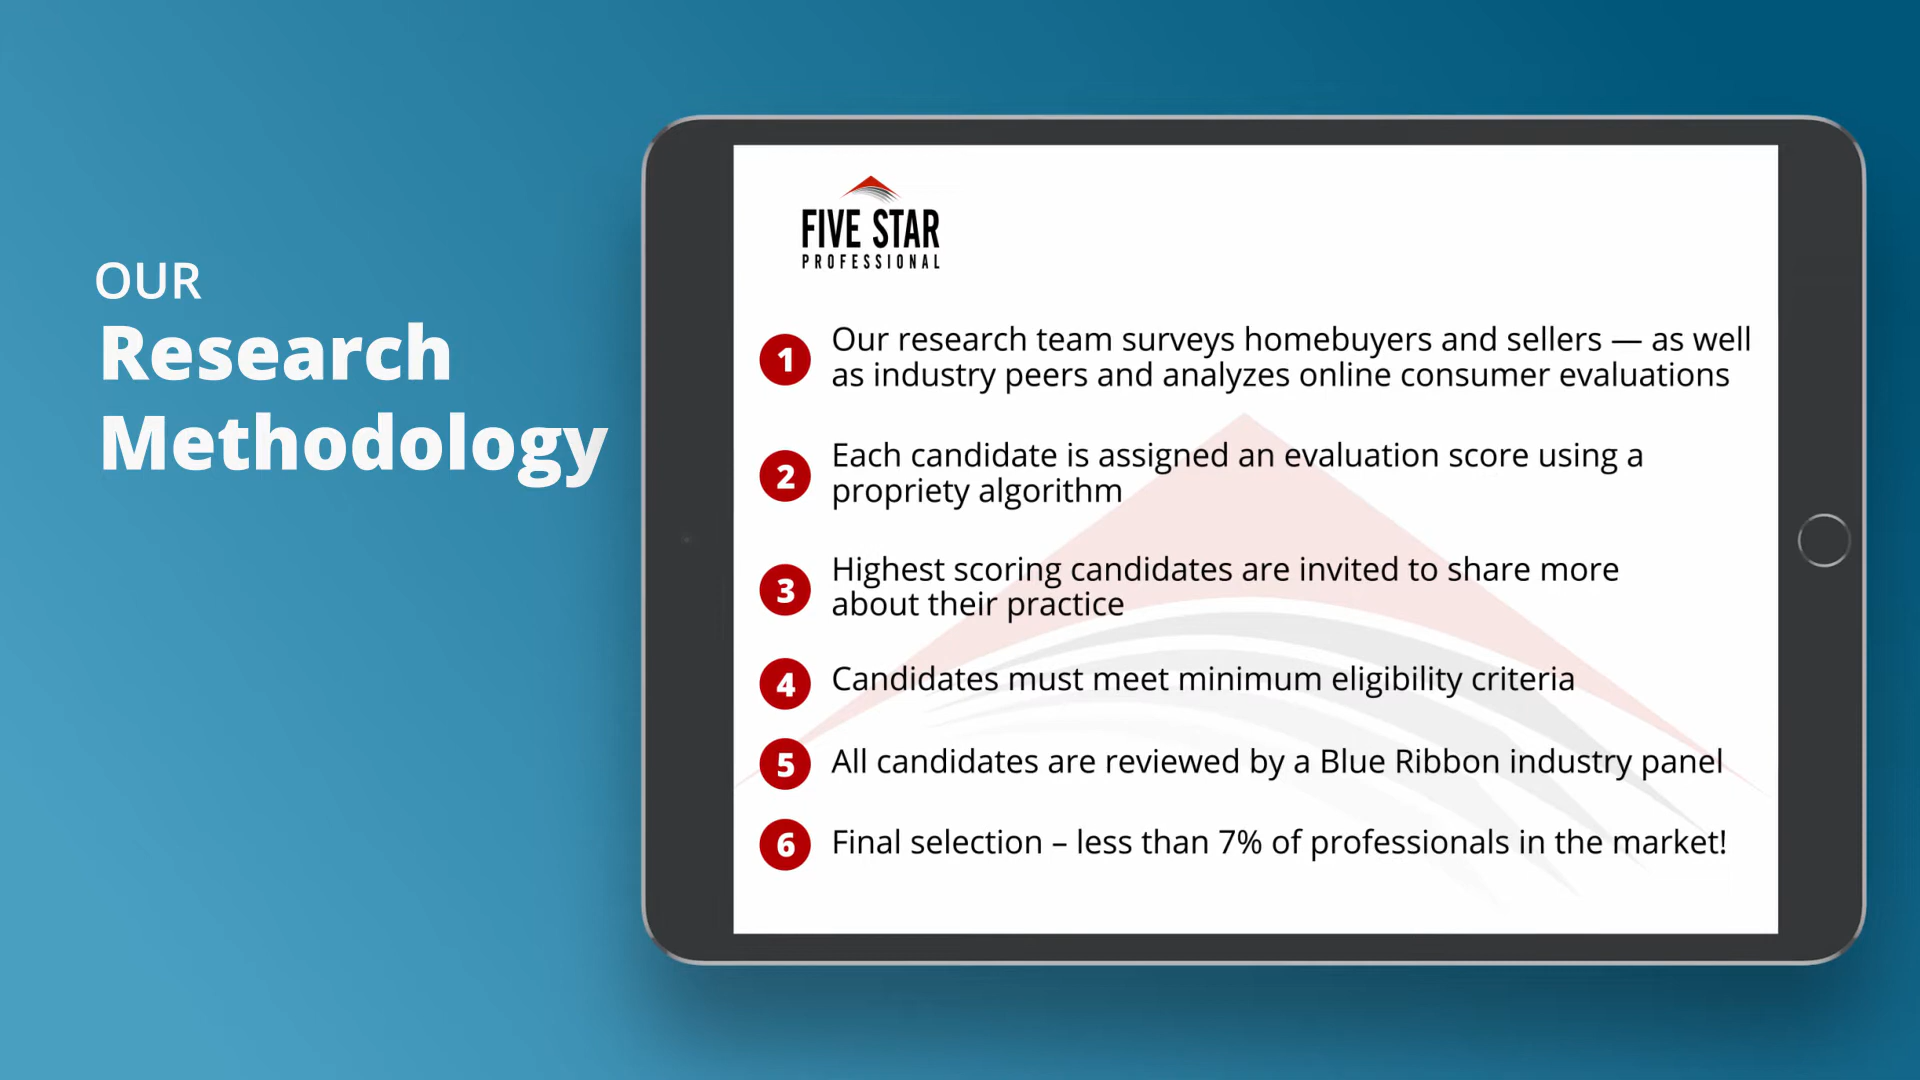 OUR
Research
Methodology
FIVE STAR
PROFESSIONAL
1 Our research team surveys homebuyers and sellers — as well
as industry peers and analyzes online consumer evaluations
2 Each candidate is assigned an evaluation score using a
propriety algorithm
3 Highest scoring candidates are invited to share more
about their practice
4 Candidates must meet minimum eligibility criteria
5 All candidates are reviewed by a Blue Ribbon industry panel
6 Final selection – less than 7% of professionals in the market!